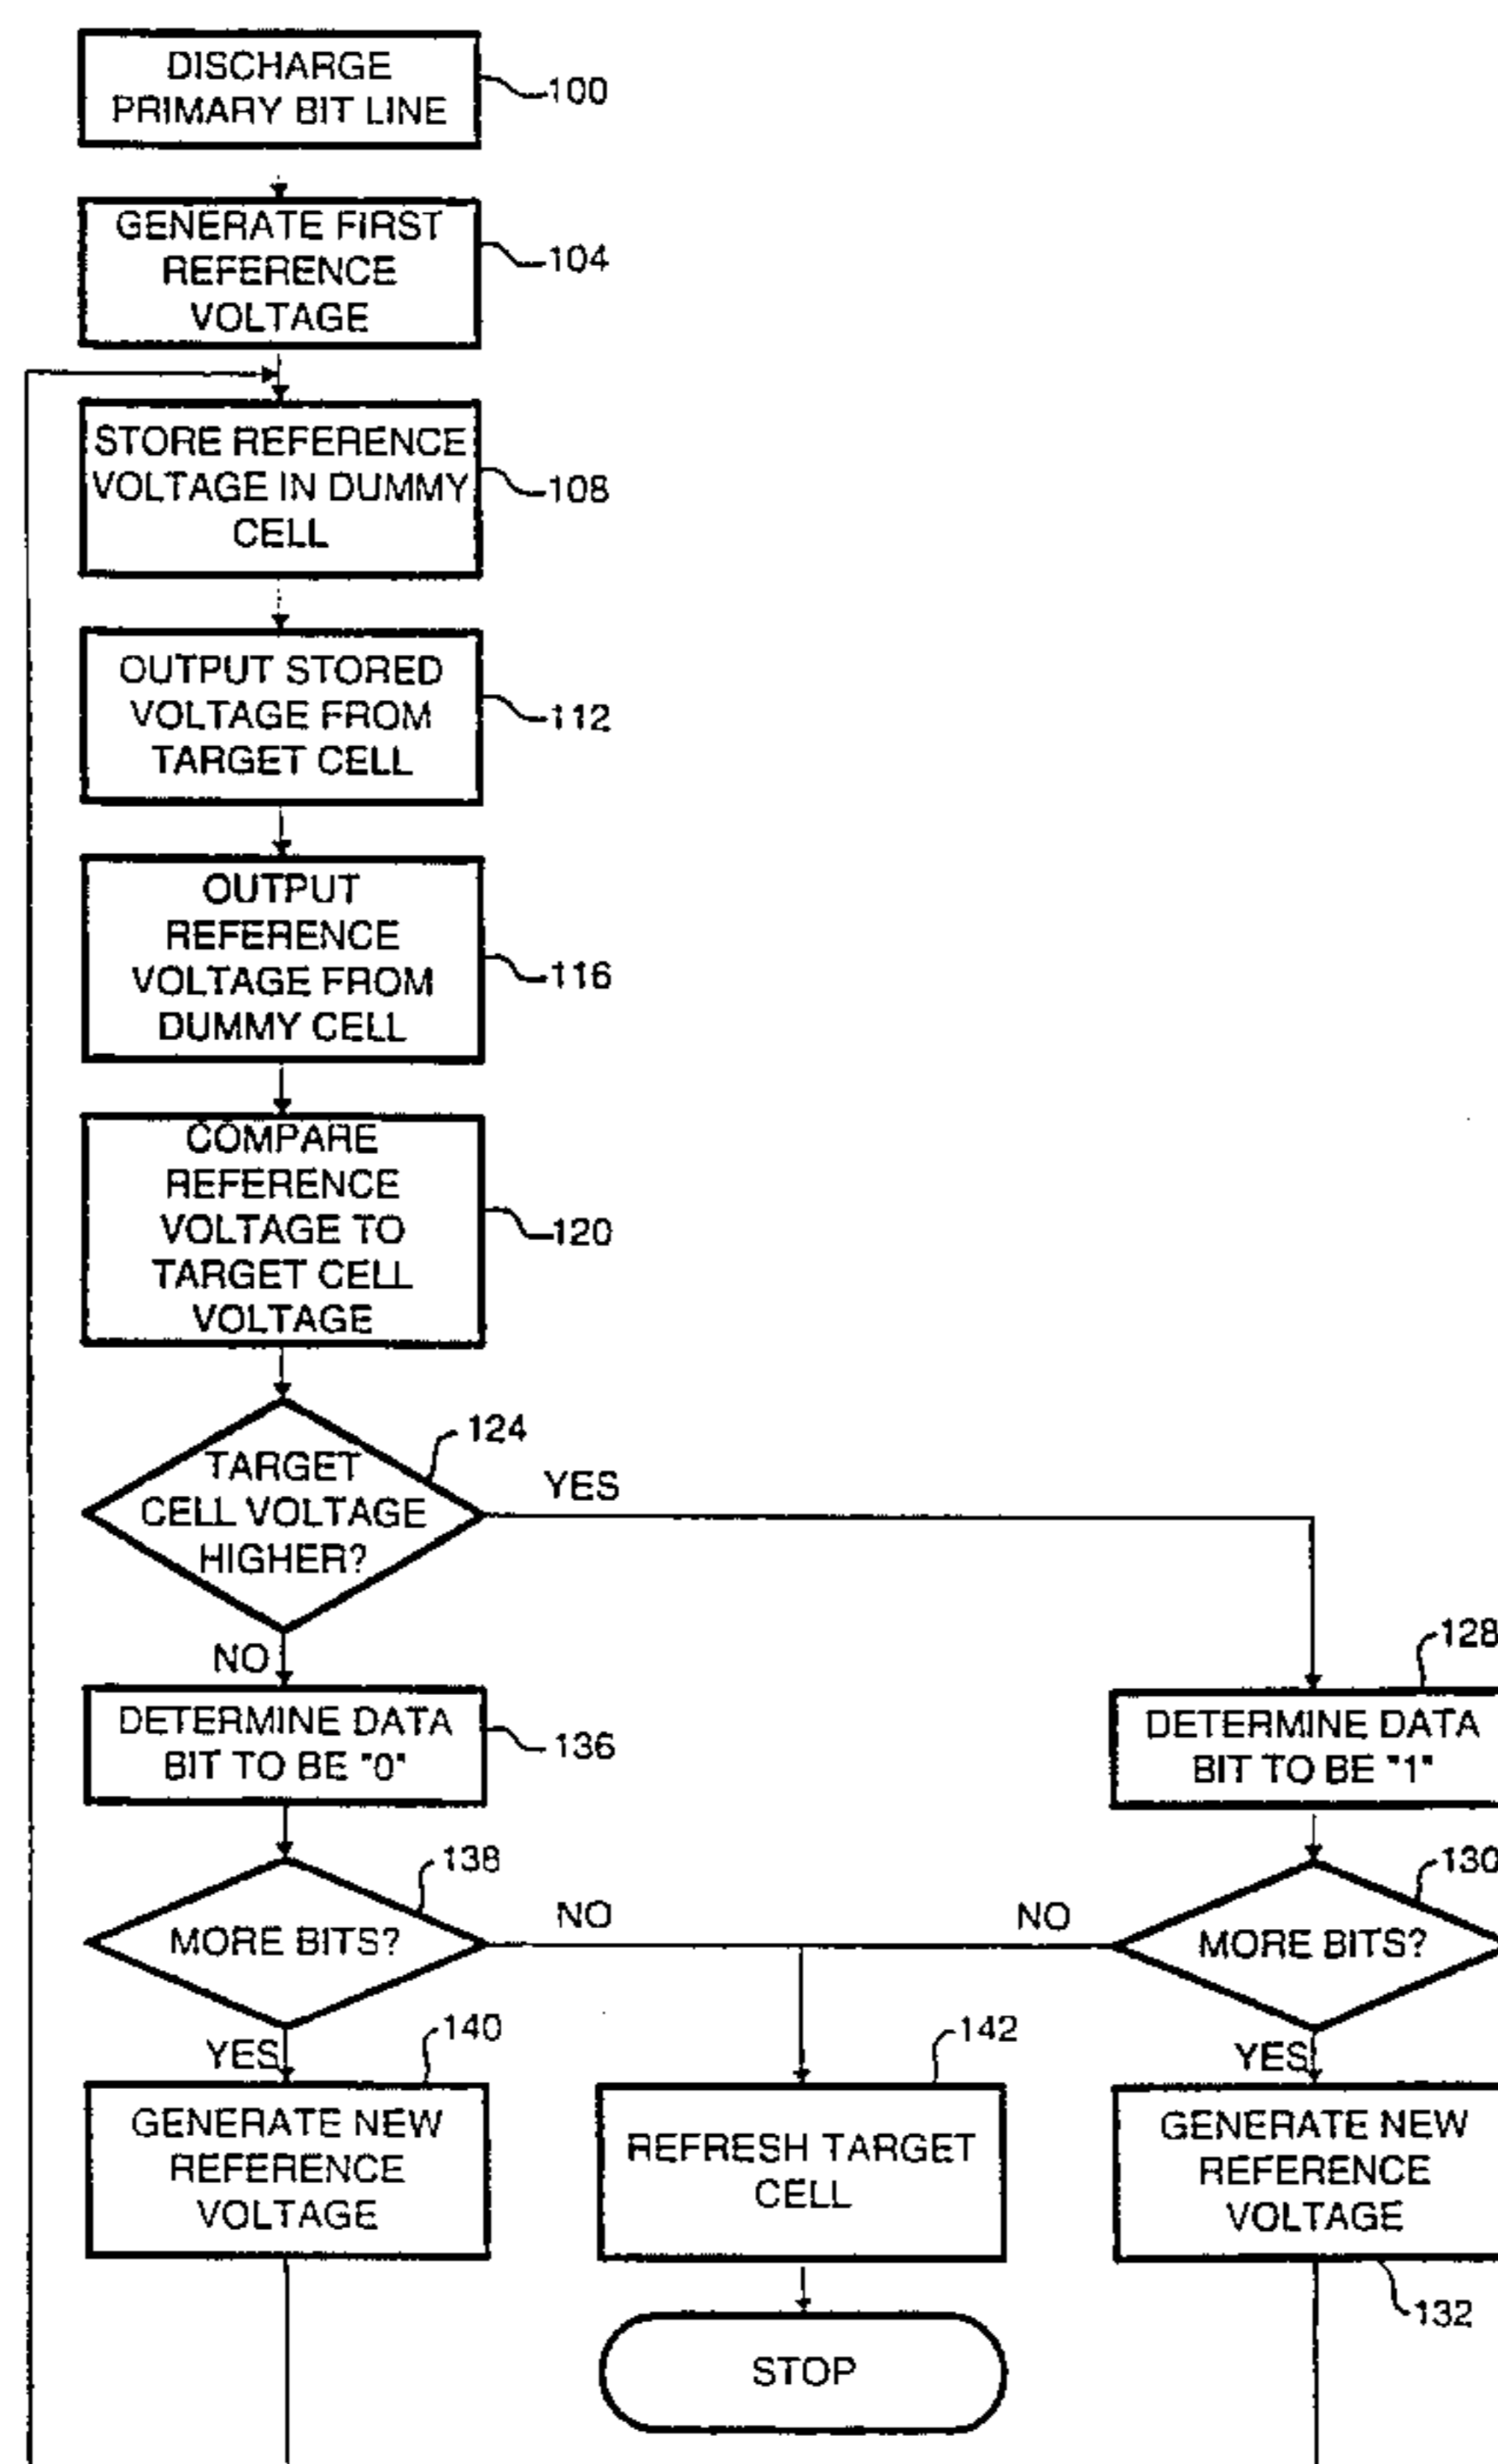 DISCHARGE
PRIMARY BIT LINE
100
GENERATE FIRST
REFERENCE
VOLTAGE
104
STORE REFERENCE
VOLTAGE IN DUMMY
CELL
108
OUTPUT STORED
VOLTAGE FROM
TARGET CELL
112
OUTPUT
REFERENCE
VOLTAGE FROM
DUMMY CELL
116
COMPARE
REFERENCE
VOLTAGE TO
TARGET CELL
VOLTAGE
120
124
TARGET
CELL VOLTAGE
HIGHER?
YES
NO
128
DETERMINE DATA
BIT TO BE "0"
136
DETERMINE DATA
BIT TO BE "1"
138
130
MORE BITS?
NO
NO
MORE BITS?
YES
140
142
YES
GENERATE NEW
REFERENCE
VOLTAGE
REFRESH TARGET
CELL
GENERATE NEW
REFERENCE
VOLTAGE
132
STOP